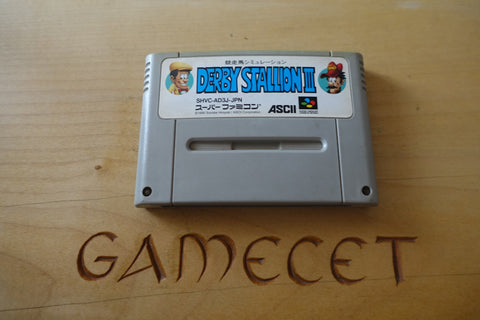 競走馬シミュレーション
DERBY STALLION III
SHVC-AD3J-JPN
スーパーファミコン
ASCII
GAMECET